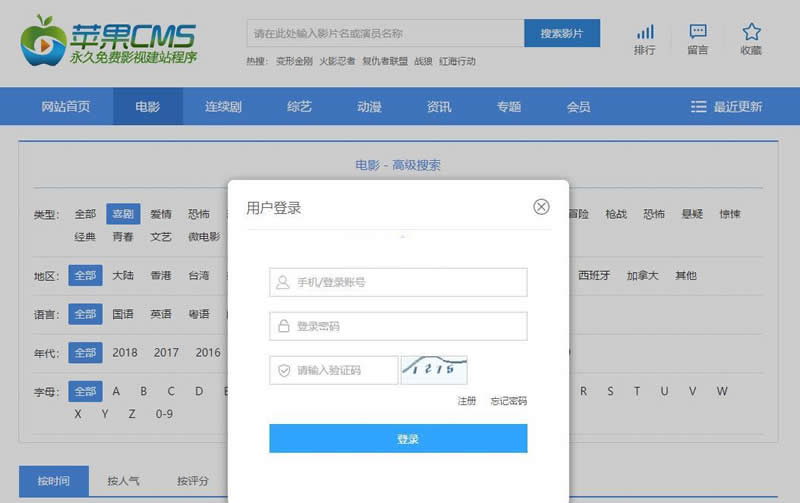 苹果CMS
永久免费影视建站程序
请在此处输入影片名或演员名称
搜索影片
热搜: 变形金刚 火影忍者 复仇者联盟 战狼 红海行动
排行 留言 收藏
网站首页 电影 连续剧 综艺 动漫 资讯 专题 会员 最近更新
电影 - 高级搜索
类型: 全部 喜剧 爱情 恐怖 冒险 枪战 恐怖 悬疑 惊悚
经典 青春 文艺 微电影
地区: 全部 大陆 香港 台湾 西班牙 加拿大 其他
语言: 全部 国语 英语 粤语
年代: 全部 2018 2017 2016
字母: 全部 A B C D E R S T U V W
X Y Z 0-9
用户登录
手机/登录账号
登录密码
请输入验证码 1215
注册 忘记密码
登录
按时间 按人气 按评分